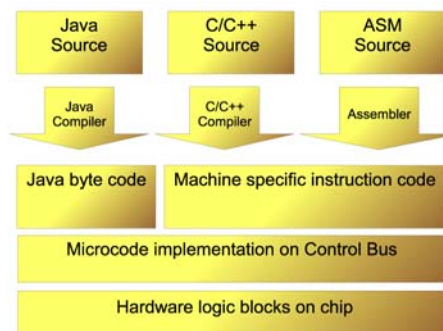 Java
Source
C/C++
Source
ASM
Source
Java
Compiler
C/C++
Compiler
Assembler
Java byte code
Machine specific instruction code
Microcode implementation on Control Bus
Hardware logic blocks on chip